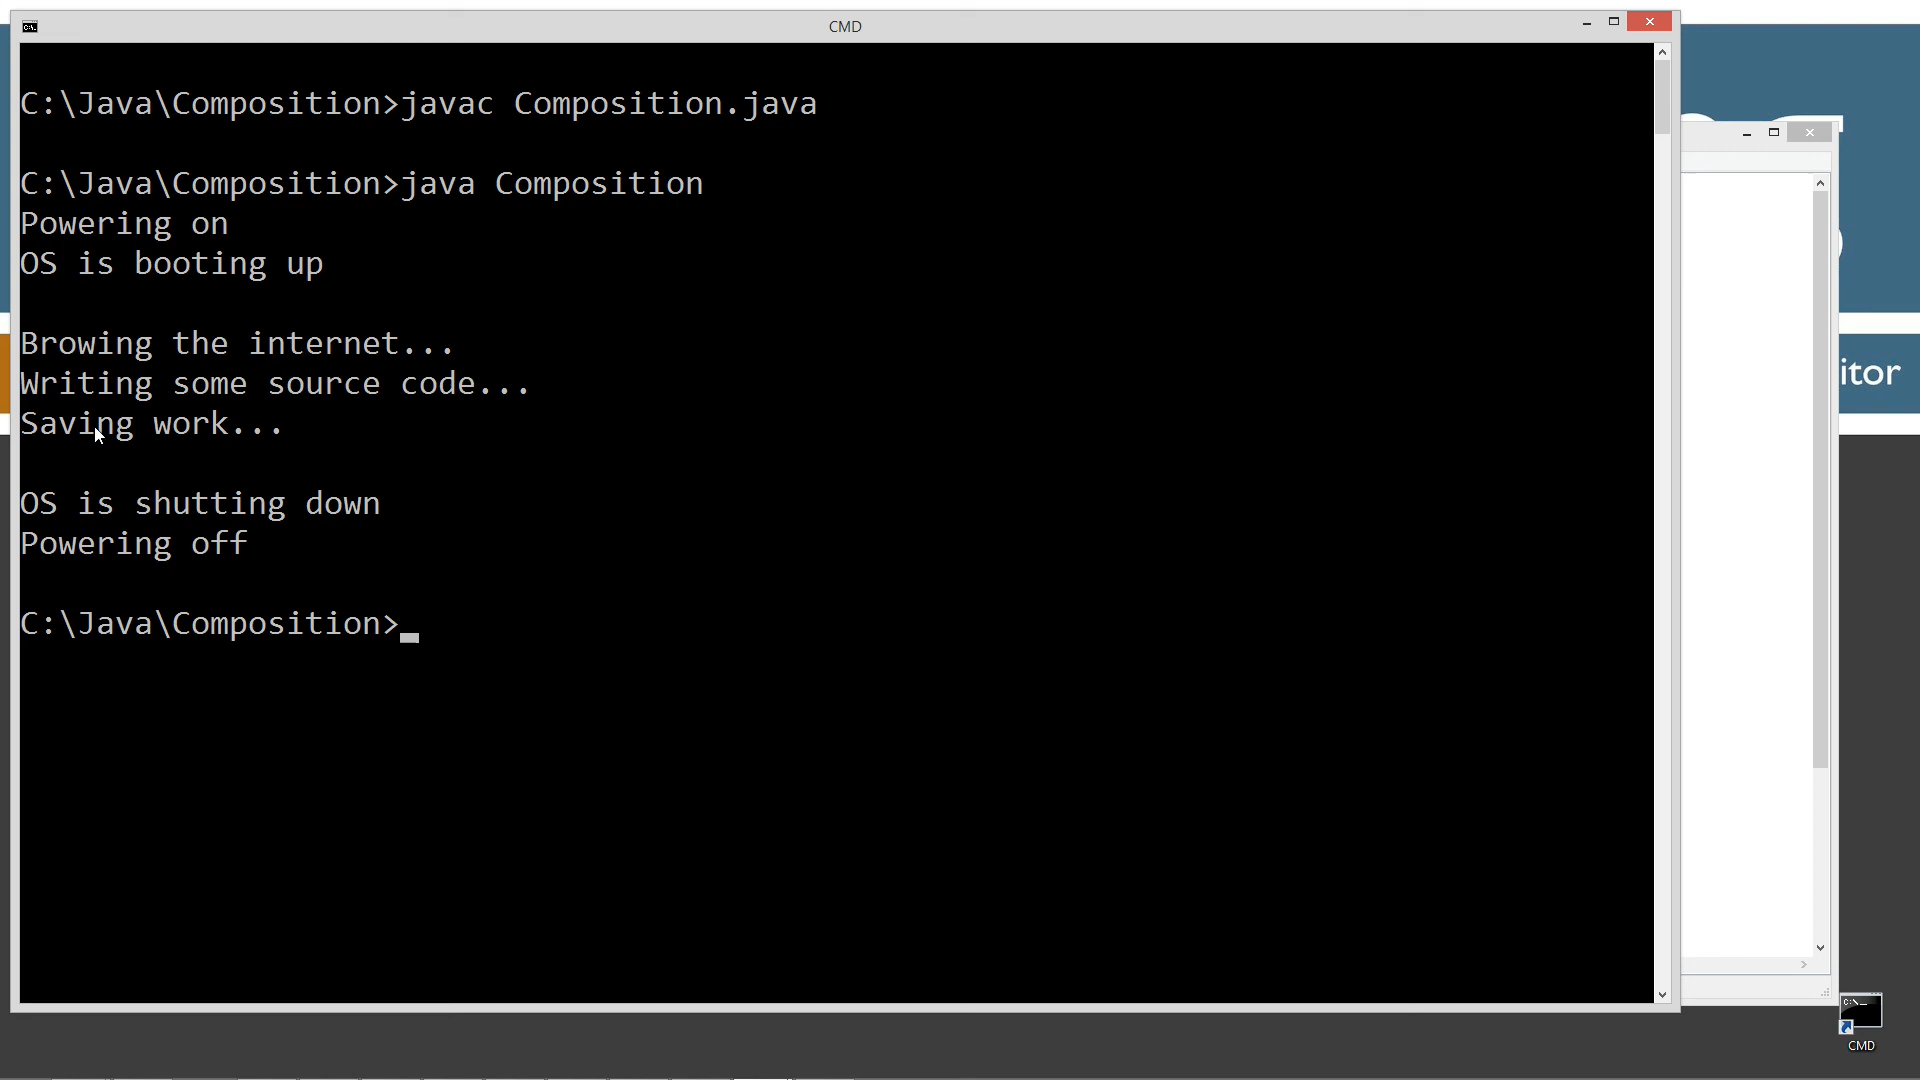 CMD
C:\Java\Composition>javac Composition.java
C:\Java\Composition>java Composition
Powering on
OS is booting up
Browing the internet...
Writing some source code...
Saving work...
OS is shutting down
Powering off
C:\Java\Composition>
itor
CMD